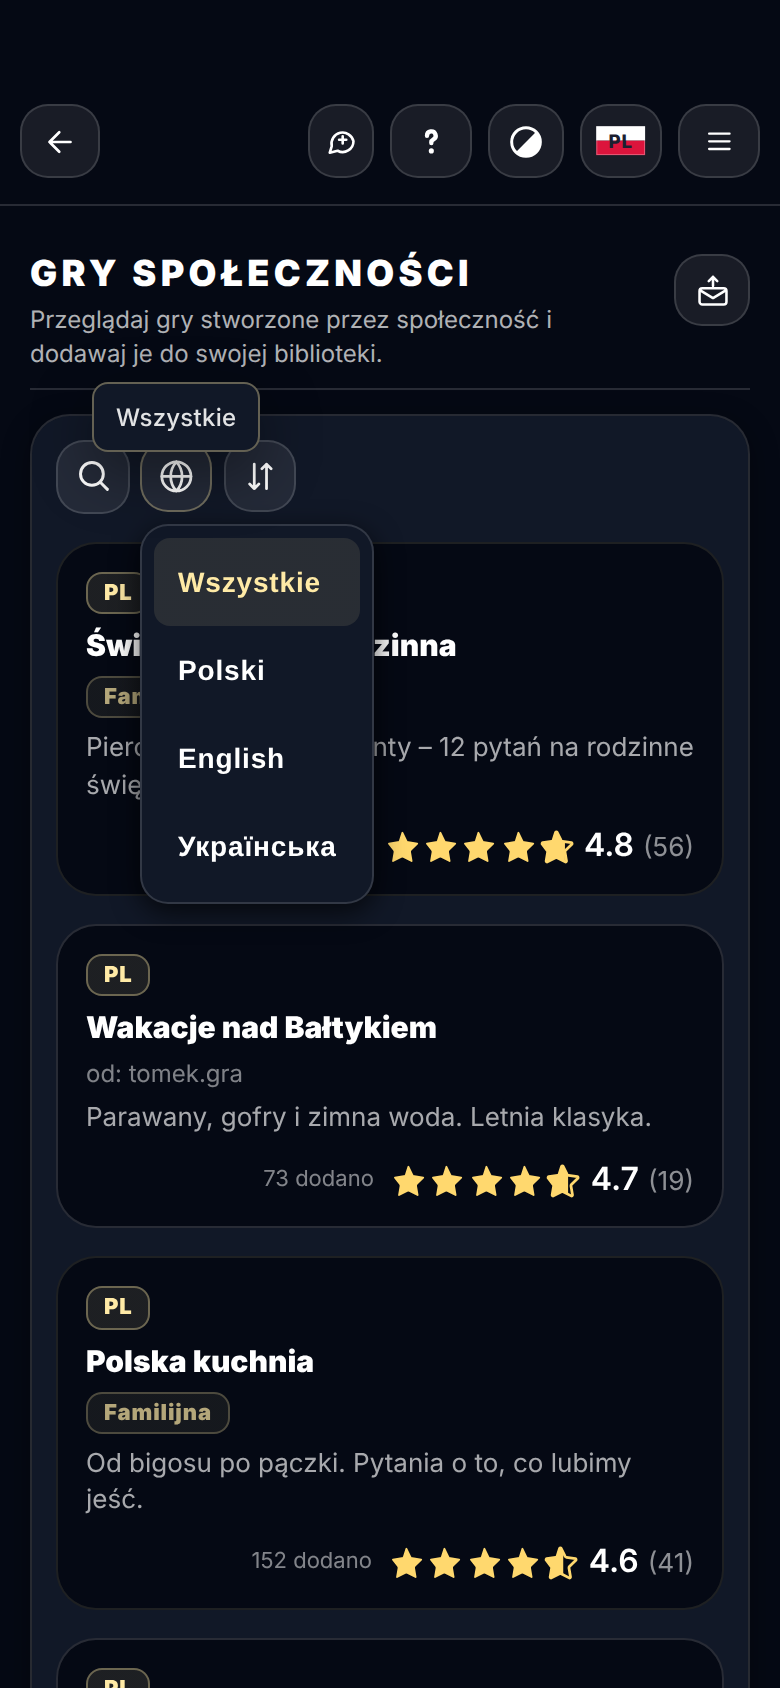 PL
GRY SPOŁECZNOŚCI
Przeglądaj gry stworzone przez społeczność i
dodawaj je do swojej biblioteki.
Wszystkie
Wszystkie
Polski
English
Українська
PL
– 12 pytań na rodzinne
4.8 (56)
PL
Wakacje nad Bałtykiem
od: tomek.gra
Parawany, gofry i zimna woda. Letnia klasyka.
73 dodano 4.7 (19)
PL
Polska kuchnia
Familijna
Od bigosu po pączki. Pytania o to, co lubimy
jeść.
152 dodano 4.6 (41)
PL